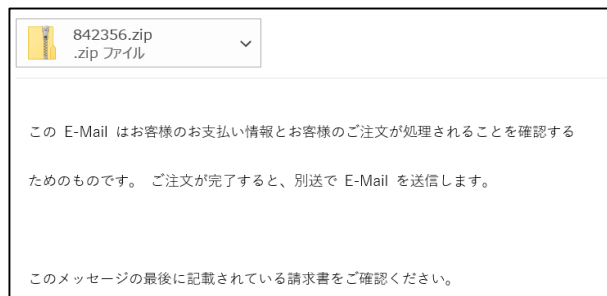 842356.zip
.zip ファイル
この E-Mail はお客様のお支払い情報とお客様のご注文が処理されることを確認する
ためのものです。 ご注文が完了すると、別送で E-Mail を送信します。
このメッセージの最後に記載されている請求書をご確認ください。